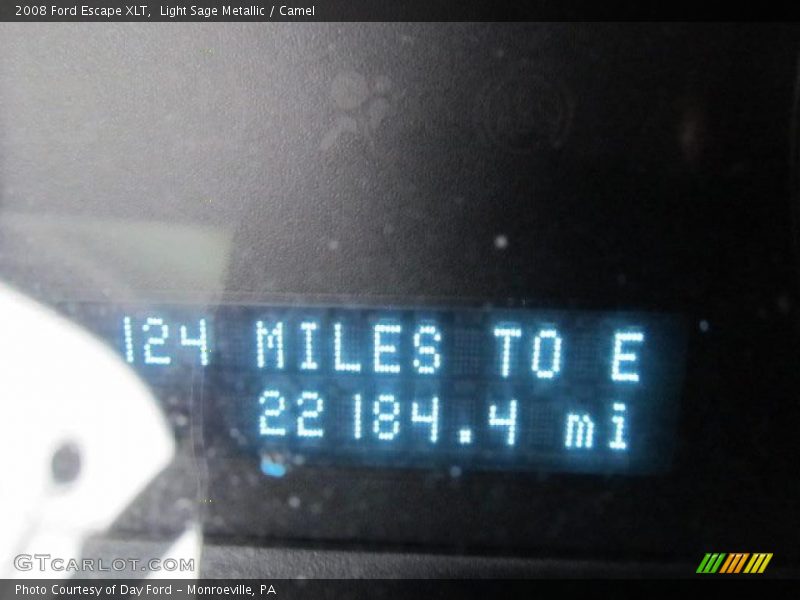 2008 Ford Escape XLT, Light Sage Metallic / Camel
124 MILES TO E
22184.4 mi
GTCARLOT.COM
Photo Courtesy of Day Ford - Monroeville, PA